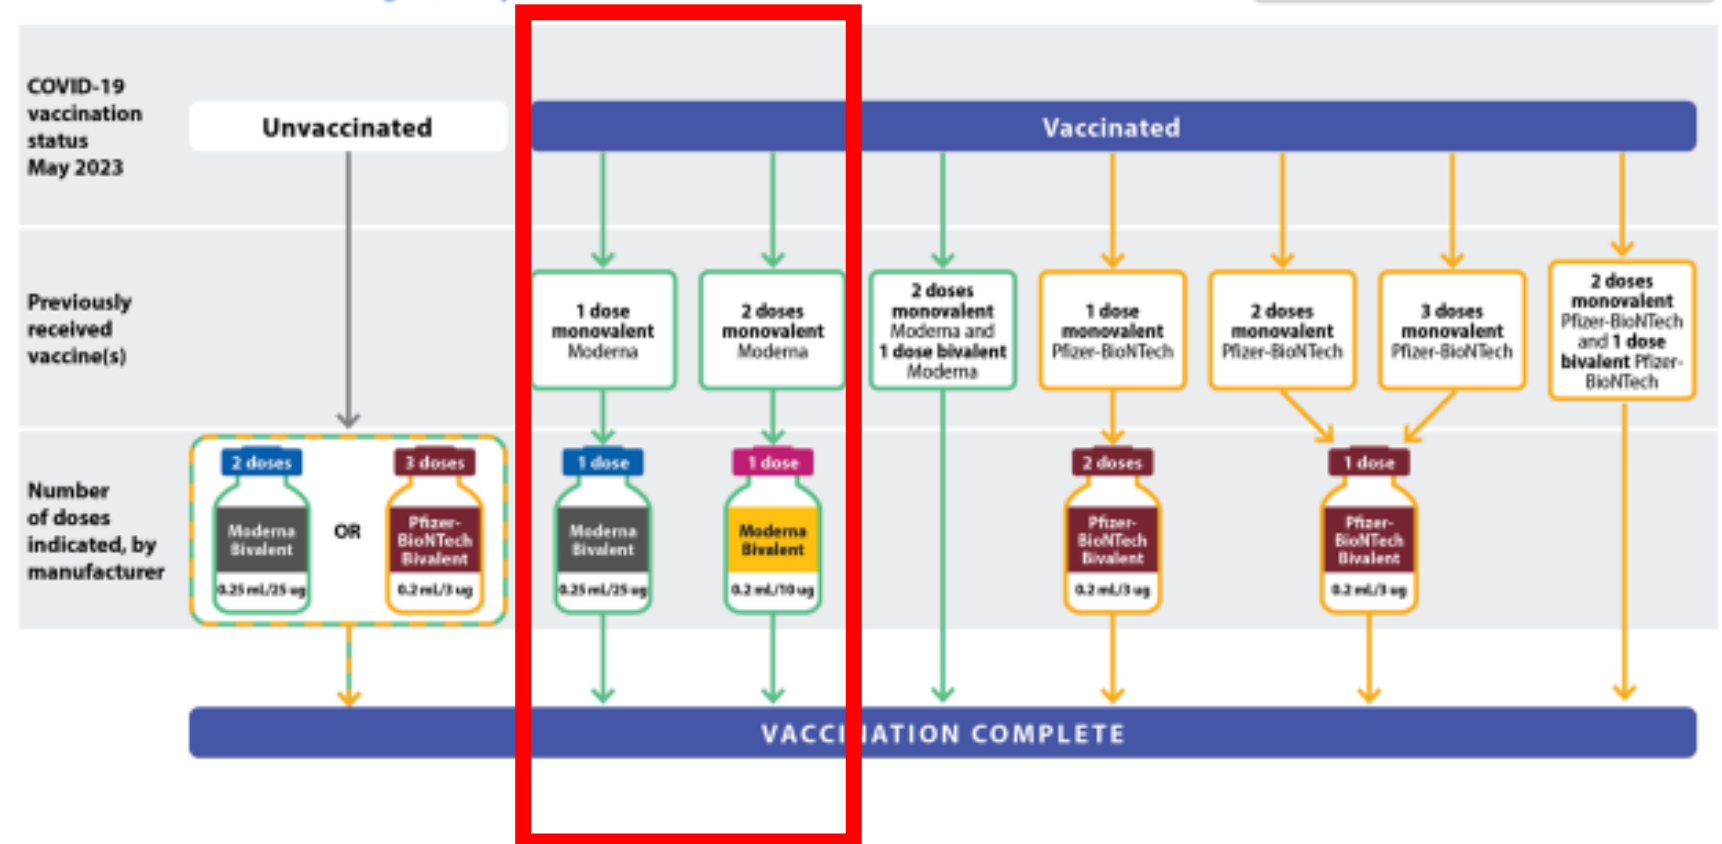 COVID-19
vaccination
status
May 2023
Unvaccinated
Vaccinated
Previously
received
vaccine(s)
1 dose
monovalent
Moderna
2 doses
monovalent
Moderna
2 doses
monovalent
Moderna and
1 dose bivalent
Moderna
1 dose
monovalent
Pfizer-BioNTech
2 doses
monovalent
Pfizer-BioNTech
3 doses
monovalent
Pfizer-BioNTech
2 doses
monovalent
Pfizer-BioNTech
and 1 dose
bivalent Pfizer-
BioNTech
Number
of doses
indicated, by
manufacturer
2 doses
Moderna
Bivalent
0.25 mL/25 ug
OR
3 doses
Pfizer-
BioNTech
Bivalent
0.2 mL/3 ug
1 dose
Moderna
Bivalent
0.25 mL/25 ug
1 dose
Moderna
Bivalent
0.2 mL/10 ug
2 doses
Pfizer-
BioNTech
Bivalent
0.2 mL/3 ug
1 dose
Pfizer-
BioNTech
Bivalent
0.2 mL/3 ug
VACCINATION COMPLETE